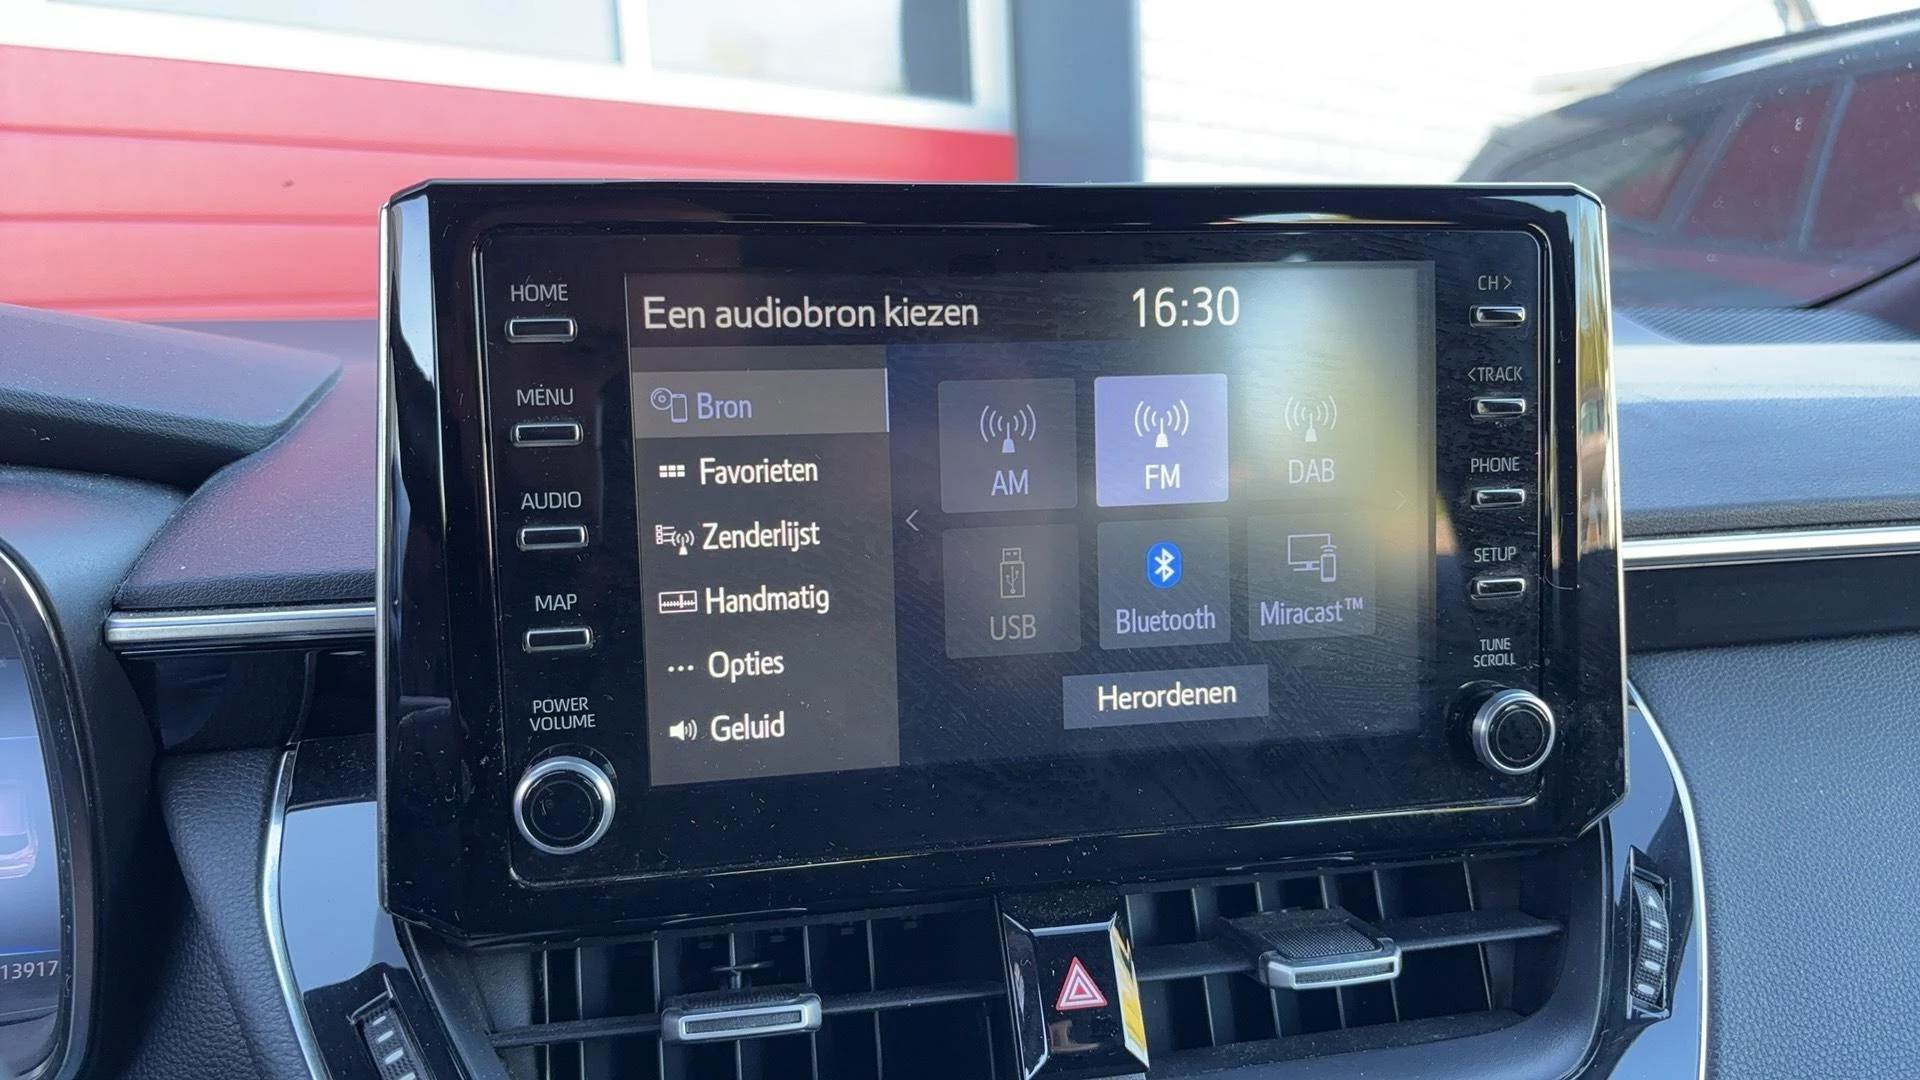 HOME
MENU
AUDIO
MAP
POWER
VOLUME
Een audiobron kiezen
16:30
Bron
Favorieten
Zenderlijst
Handmatig
Opties
Geluid
AM
FM
DAB
USB
Bluetooth
Miracast™
Herordenen
CH >
< TRACK
PHONE
SETUP
TUNE
SCROLL
13917